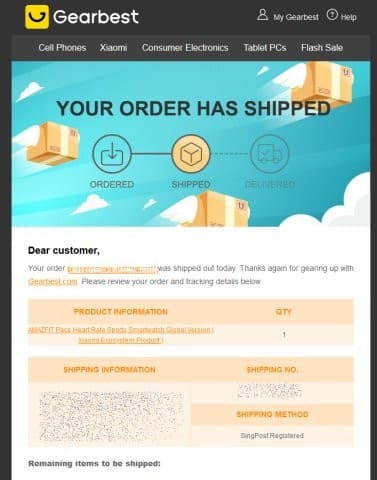 Gearbest
My Gearbest Help
Cell Phones Xiaomi Consumer Electronics Tablet PCs Flash Sale
YOUR ORDER HAS SHIPPED
ORDERED SHIPPED DELIVERED
Dear customer,
Your order was shipped out today. Thanks again for gearing up with
Gearbest.com. Please review your order and tracking details below.
PRODUCT INFORMATION QTY
AMAZFIT Pace Heart Rate Sports Smartwatch Global Version (
Xiaomi Ecosystem Product ) 1
SHIPPING INFORMATION SHIPPING NO.
SHIPPING METHOD
SingPost Registered
Remaining items to be shipped: